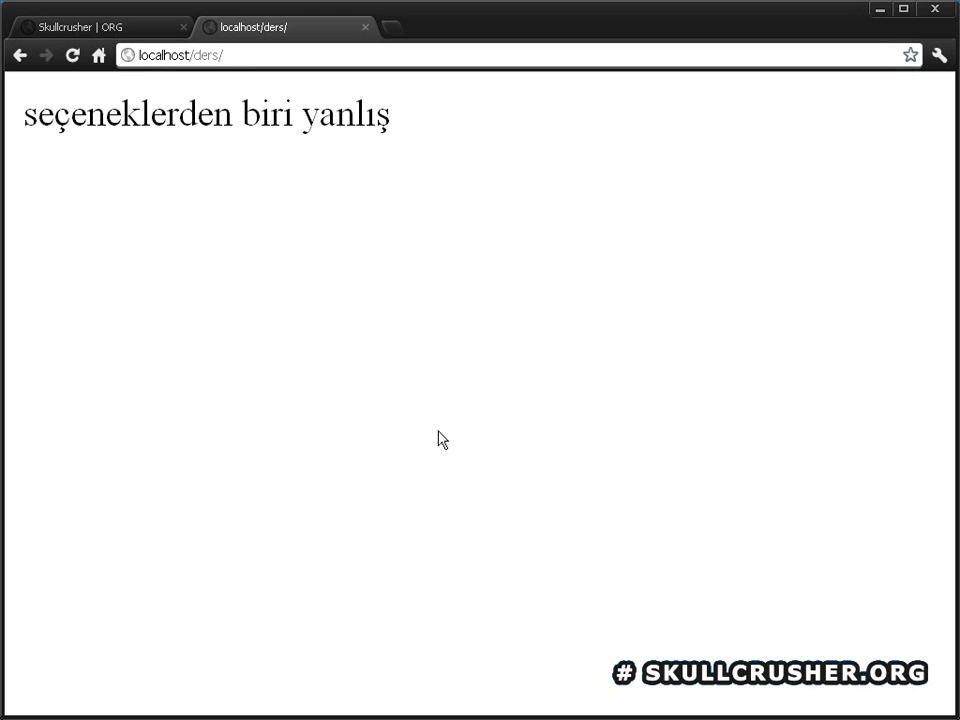 Skullcrusher | ORG
localhost/ders/
localhost/ders/
seçeneklerden biri yanlış
# SKULLCRUSHER.ORG